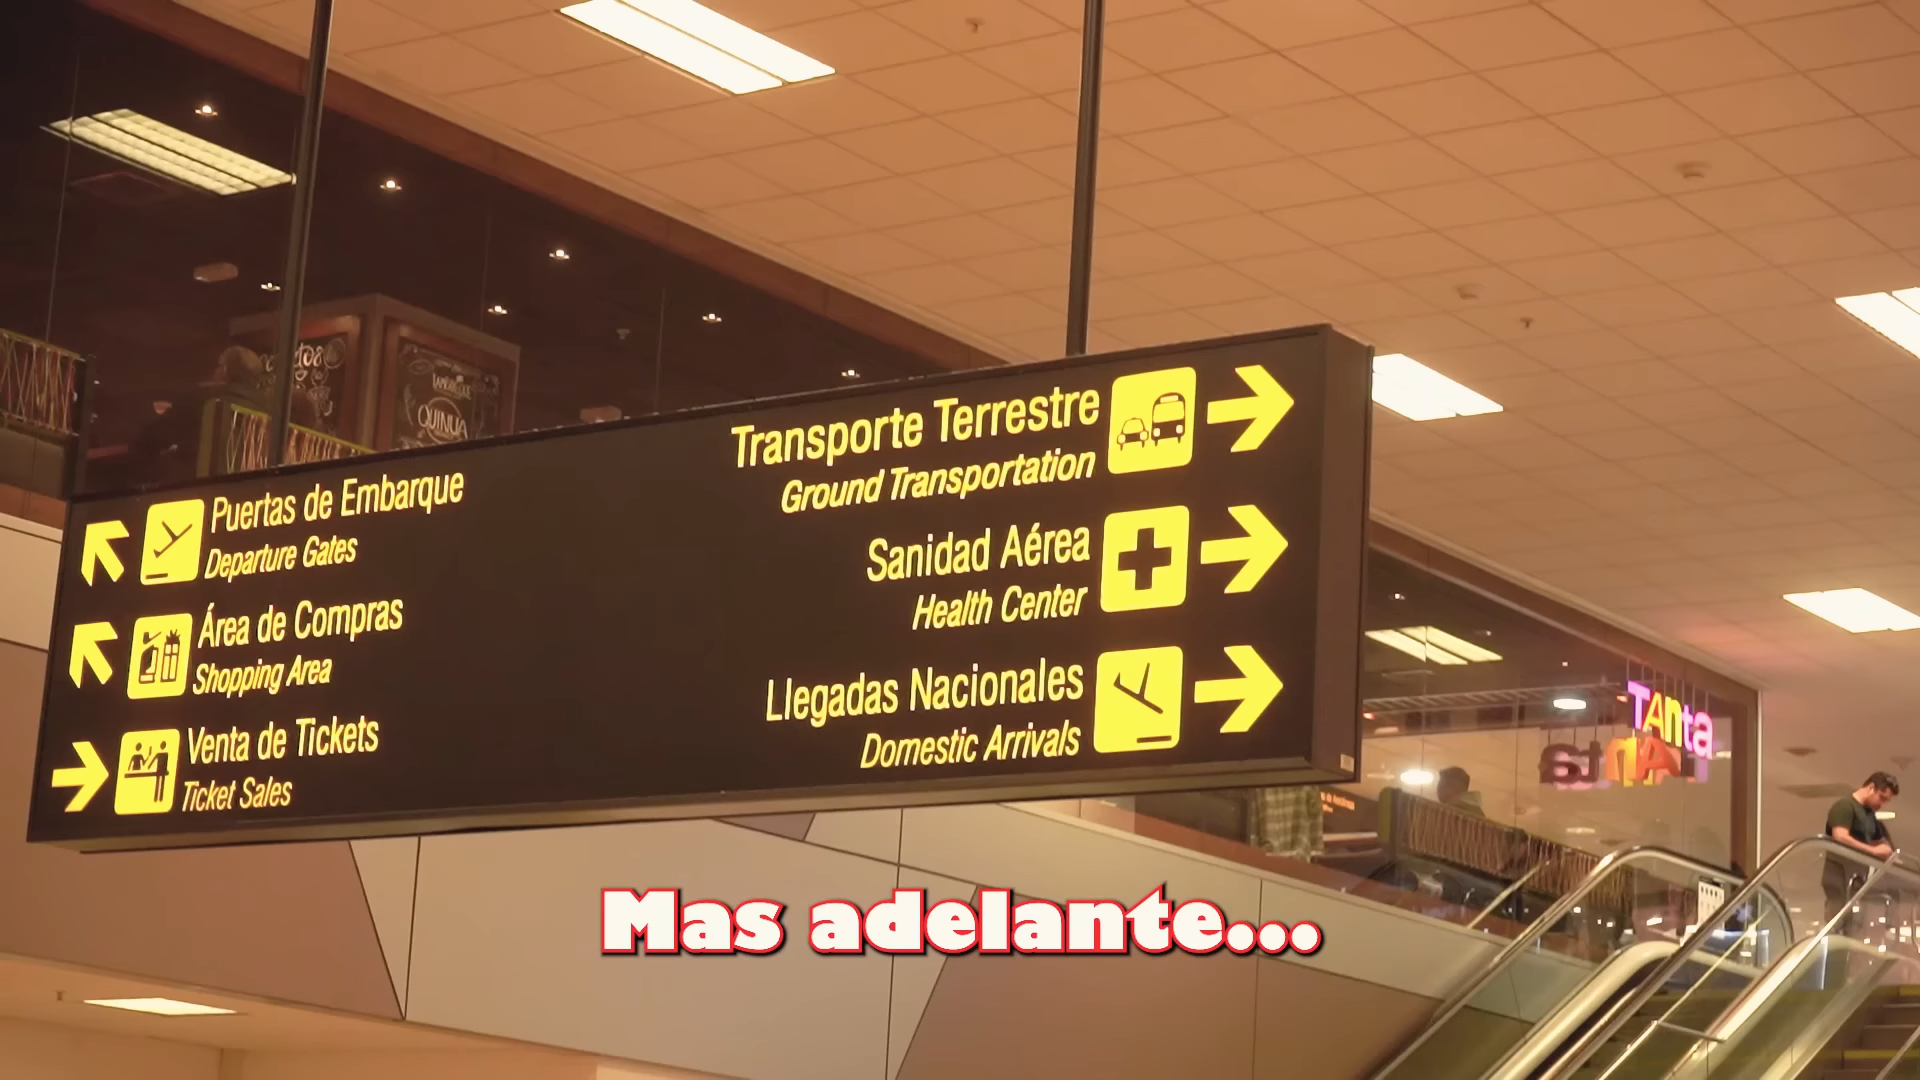 Puertas de Embarque
Departure Gates
Área de Compras
Shopping Area
Venta de Tickets
Ticket Sales
Transporte Terrestre
Ground Transportation
Sanidad Aérea
Health Center
Llegadas Nacionales
Domestic Arrivals
QUINUA
TANta
Mas adelante...